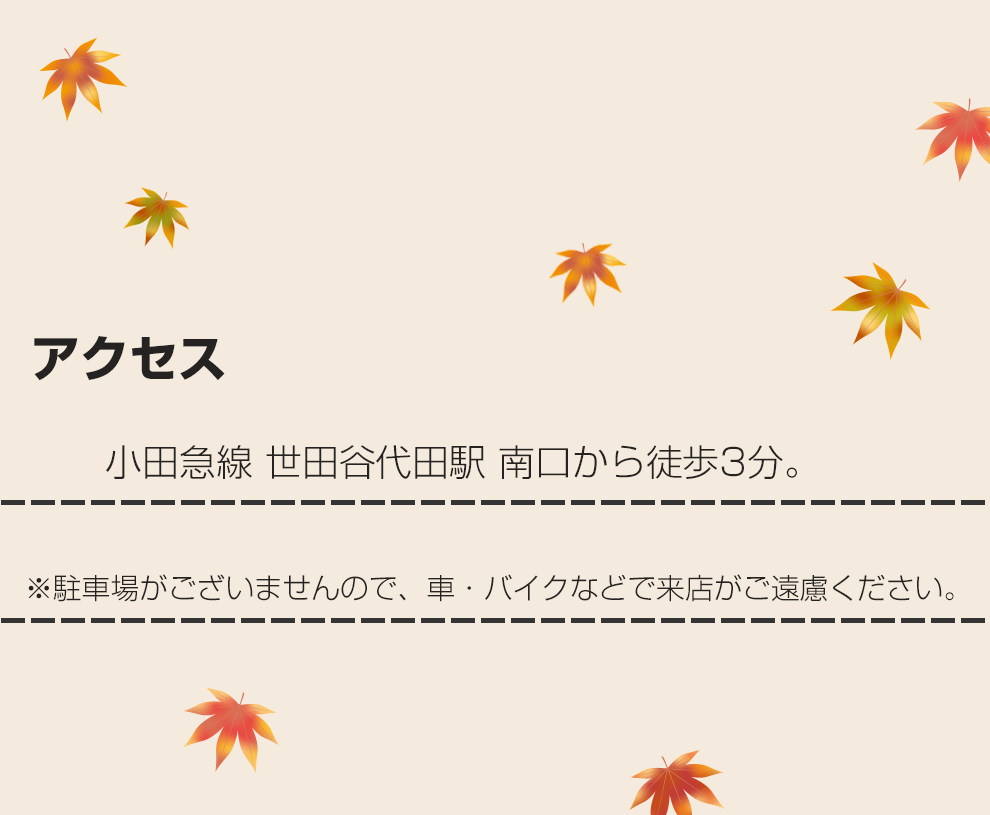 アクセス
小田急線 世田谷代田駅 南口から徒歩3分。
※駐車場がございませんので、車・バイクなどで来店がご遠慮ください。